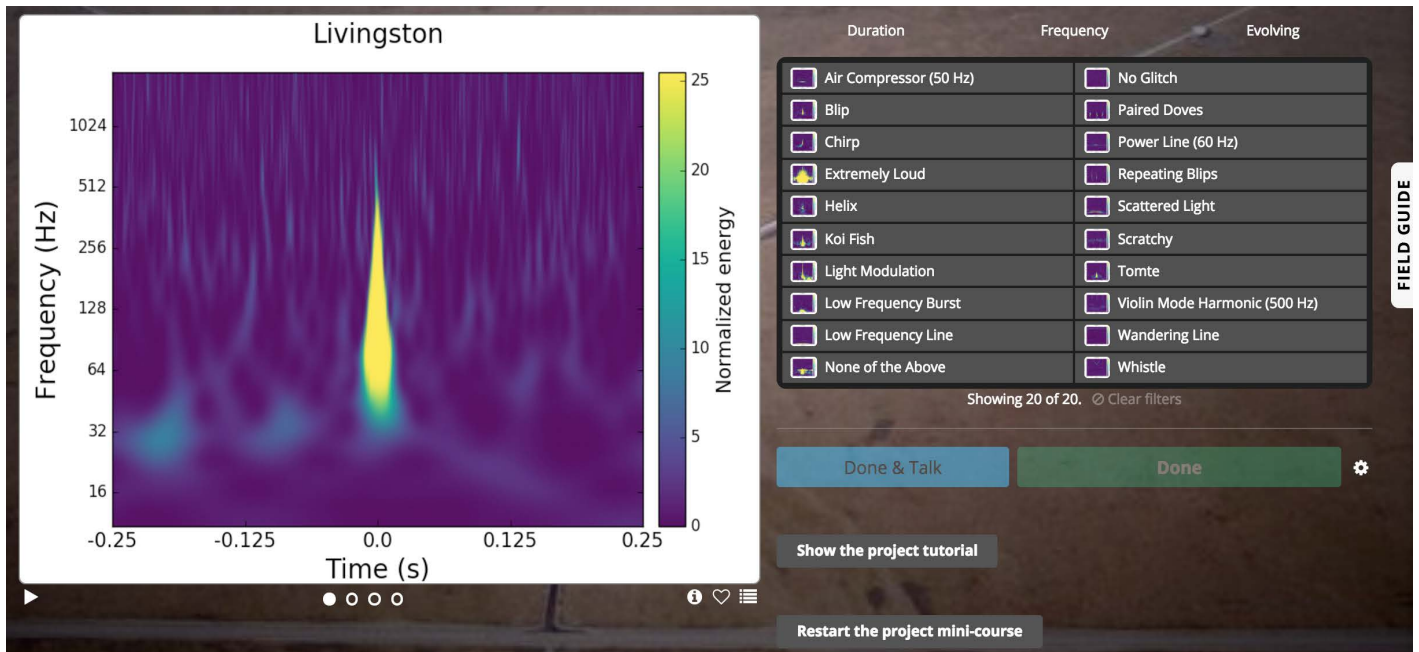 Livingston
Frequency (Hz)
1024
512
256
128
64
32
16
-0.25
-0.125
0.0
0.125
0.25
Time (s)
25
20
15
10
5
0
Normalized energy
Duration
Frequency
Evolving
Air Compressor (50 Hz)
No Glitch
Blip
Paired Doves
Chirp
Power Line (60 Hz)
Extremely Loud
Repeating Blips
Helix
Scattered Light
Koi Fish
Scratchy
Light Modulation
Tomte
Low Frequency Burst
Violin Mode Harmonic (500 Hz)
Low Frequency Line
Wandering Line
None of the Above
Whistle
Showing 20 of 20. Clear filters
Done & Talk
Done
Show the project tutorial
Restart the project mini-course
FIELD GUIDE